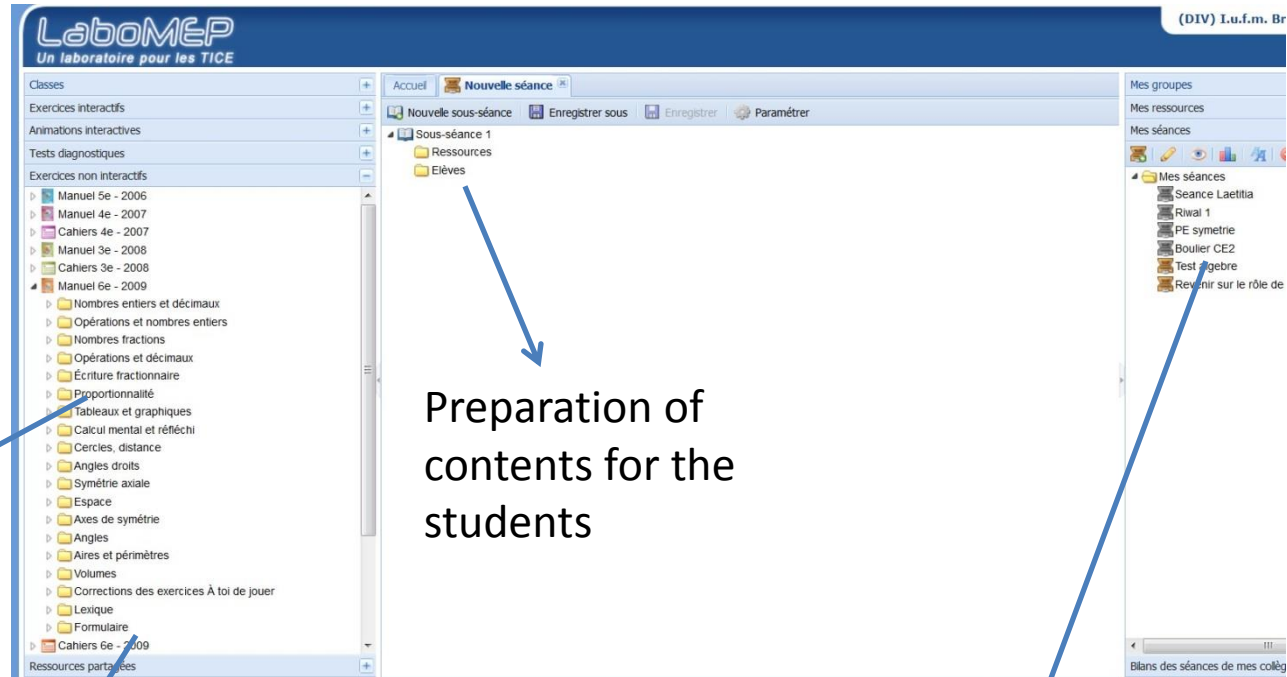 LaboMEP
Un laboratoire pour les TICE
(DIV) I.u.f.m. Br
Classes
Exercices interactifs
Animations interactives
Tests diagnostiques
Exercices non interactifs
Manuel 5e - 2006
Manuel 4e - 2007
Cahiers 4e - 2007
Manuel 3e - 2008
Cahiers 3e - 2008
Manuel 6e - 2009
Nombres entiers et décimaux
Opérations et nombres entiers
Nombres fractions
Opérations et décimaux
Écriture fractionnaire
Proportionnalité
Tableaux et graphiques
Calcul mental et réfléchi
Cercles, distance
Angles droits
Symétrie axiale
Espace
Axes de symétrie
Angles
Aires et périmètres
Volumes
Corrections des exercices À toi de jouer
Lexique
Formulaire
Cahiers 6e - 2009
Ressources partagées
Accueil Nouvelle séance
Nouvelle sous-séance Enregistrer sous Enregistrer Paramétrer
Sous-séance 1
Ressources
Elèves
Preparation of
contents for the
students
Mes groupes
Mes ressources
Mes séances
Mes séances
Seance Laetitia
Riwal 1
PE symetrie
Boulier CE2
Test algebre
Revenir sur le rôle de
Bilans des séances de mes collèg